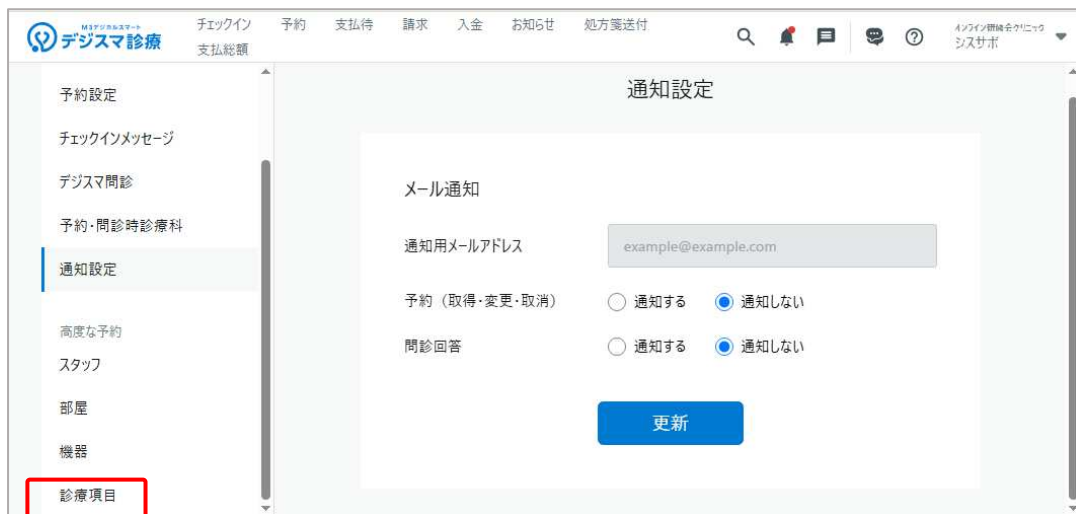 M3デジカルスマート
デジスマ診療
チェックイン 予約 支払待 請求 入金 お知らせ 処方箋送付
支払総額
オンライン研鑽会クリニック
シスサポ
予約設定
チェックインメッセージ
デジスマ問診
予約・問診時診療科
通知設定
高度な予約
スタッフ
部屋
機器
診療項目
通知設定
メール通知
通知用メールアドレス
example@example.com
予約（取得・変更・取消） 通知する 通知しない
問診回答 通知する 通知しない
更新